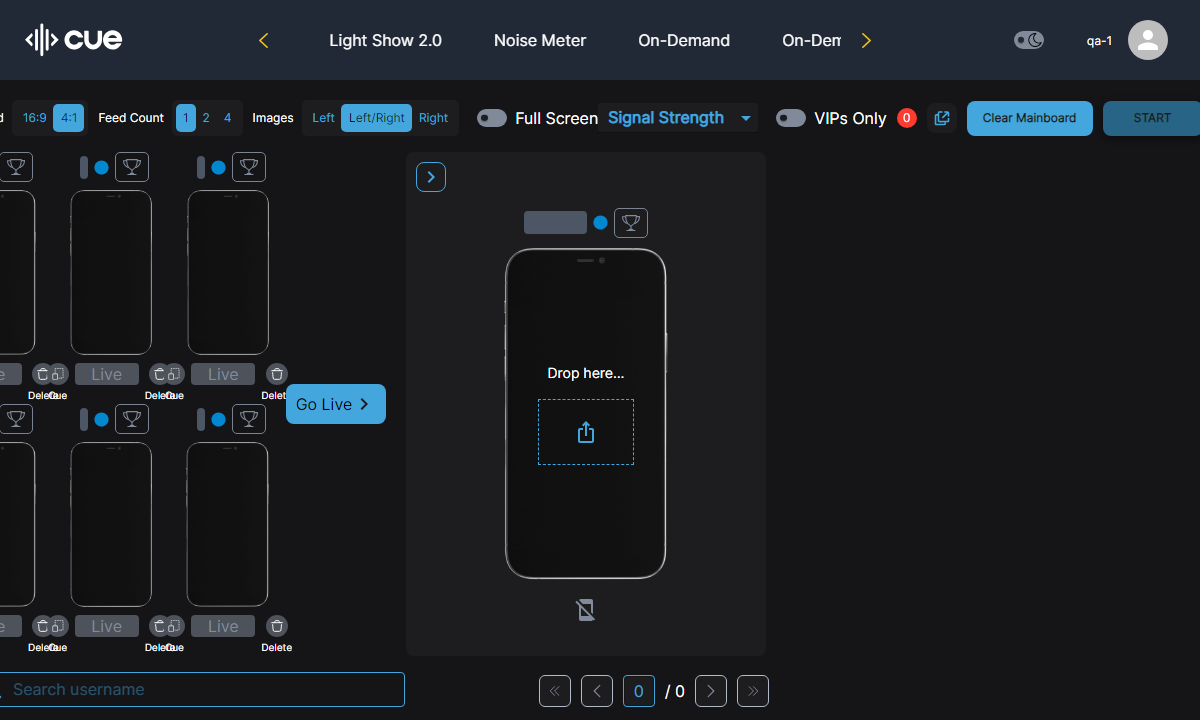 cue
Light Show 2.0
Noise Meter
On-Demand
On-Dem
qa-1
d
16:9
4:1
Feed Count
1
2
4
Images
Left
Left/Right
Right
Full Screen
Signal Strength
VIPs Only
0
Clear Mainboard
START
e
Live
Live
Delete
Cue
Delete
Cue
Delete
Go Live
Drop here...
e
Live
Live
Delete
Cue
Delete
Cue
Delete
Search username
0
/ 0